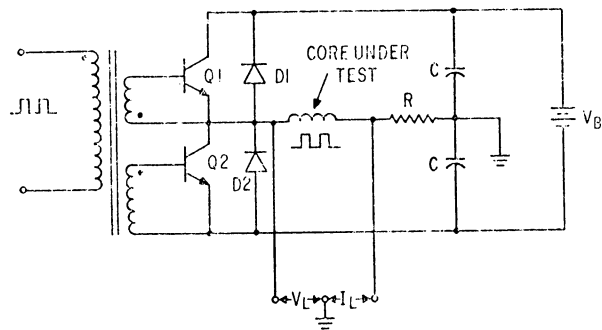 CORE UNDER
TEST
Q1
D1
C
R
V_B
Q2
D2
C
V_L
I_L